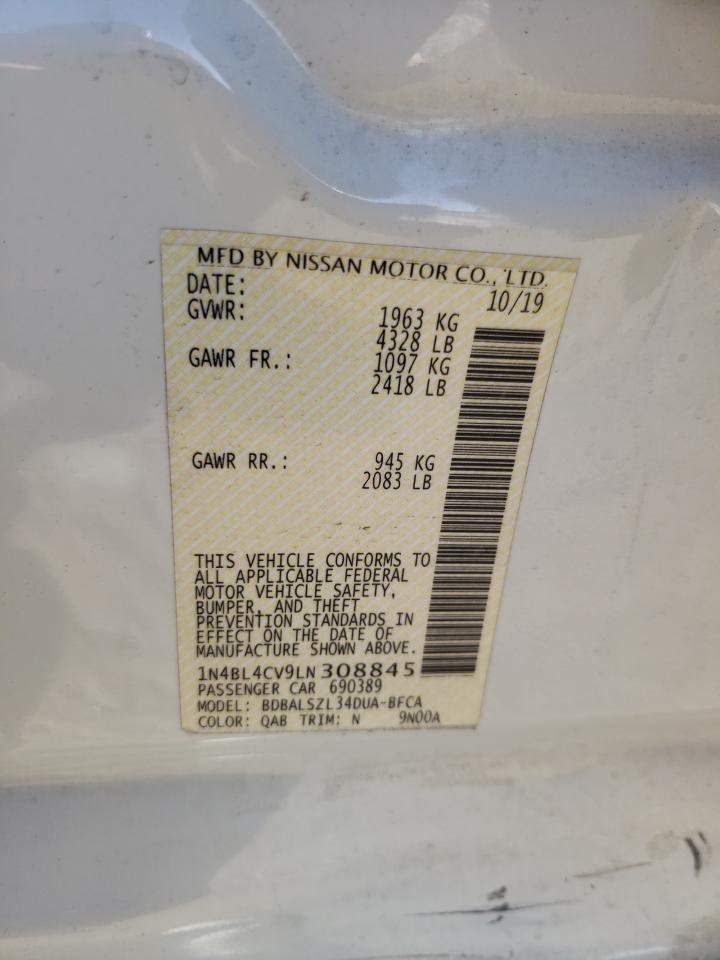 MFD BY NISSAN MOTOR CO., LTD.
DATE: 10/19
GVWR: 1963 KG
4328 LB
GAWR FR.: 1097 KG
2418 LB
GAWR RR.: 945 KG
2083 LB
THIS VEHICLE CONFORMS TO
ALL APPLICABLE FEDERAL
MOTOR VEHICLE SAFETY,
BUMPER, AND THEFT
PREVENTION STANDARDS IN
EFFECT ON THE DATE OF
MANUFACTURE SHOWN ABOVE.
1N4BL4CV9LN308845
PASSENGER CAR 690389
MODEL: BDBALSZL34DUA-BFCA
COLOR: QAB TRIM: N 9N00A